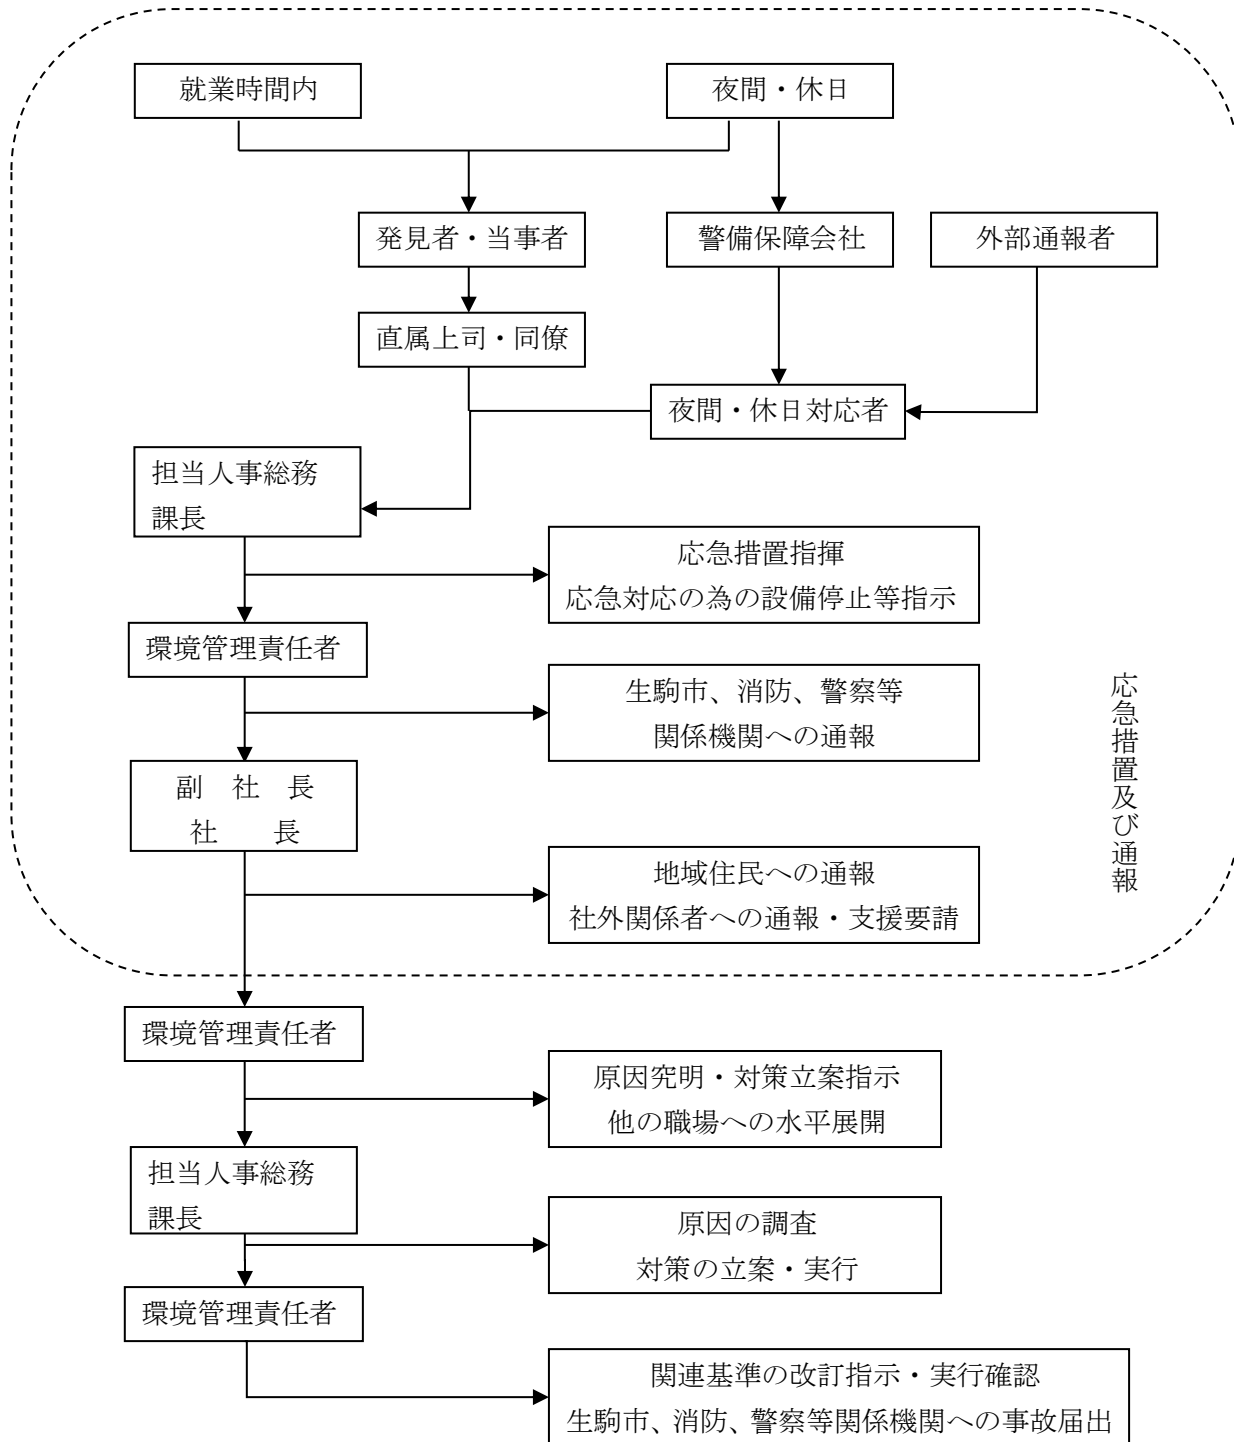 就業時間内
夜間・休日
発見者・当事者
警備保障会社
外部通報者
直属上司・同僚
夜間・休日対応者
担当人事総務
課長
応急措置指揮
応急対応の為の設備停止等指示
環境管理責任者
生駒市、消防、警察等
関係機関への通報
副　社　長
社　　長
応急措置及び通報
地域住民への通報
社外関係者への通報・支援要請
環境管理責任者
原因究明・対策立案指示
他の職場への水平展開
担当人事総務
課長
原因の調査
対策の立案・実行
環境管理責任者
関連基準の改訂指示・実行確認
生駒市、消防、警察等関係機関への事故届出